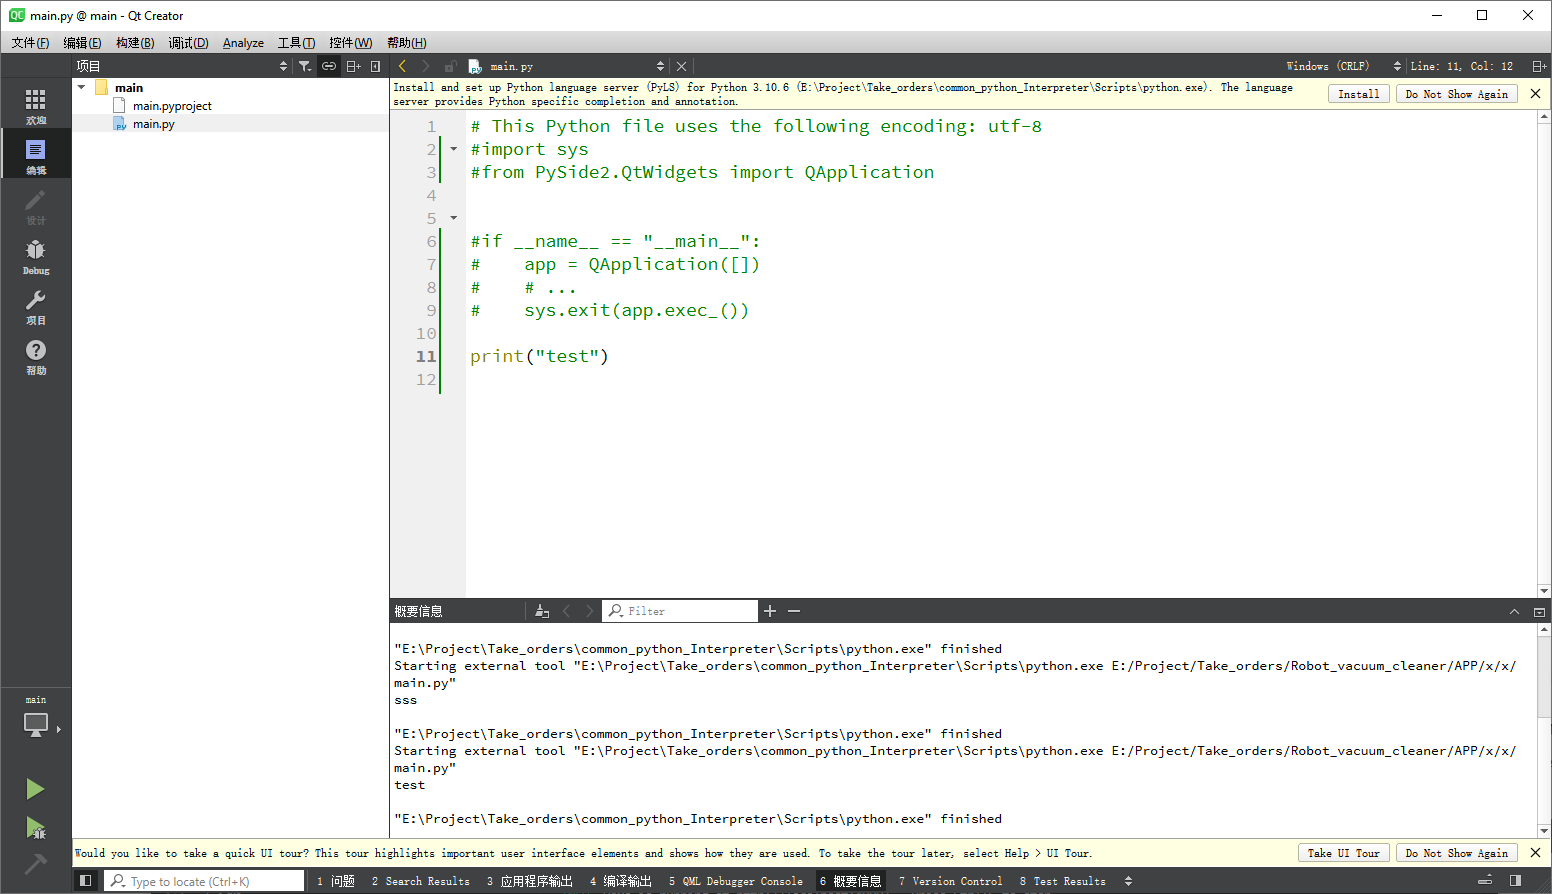 main.py @ main - Qt Creator
文件(F) 编辑(E) 构建(B) 调试(D) Analyze 工具(T) 控件(W) 帮助(H)
项目
main.py
Windows (CRLF)
Line: 11, Col: 12
main
main.pyproject
main.py
欢迎
编辑
设计
Debug
项目
帮助
Install and set up Python language server (PyLS) for Python 3.10.6 (E:\Project\Take_orders\common_python_Interpreter\Scripts\python.exe). The language
server provides Python specific completion and annotation.
Install
Do Not Show Again
1 # This Python file uses the following encoding: utf-8
2 #import sys
3 #from PySide2.QtWidgets import QApplication
4
5
6 #if __name__ == "__main__":
7 #    app = QApplication([])
8 #    # ...
9 #    sys.exit(app.exec_())
10
11 print("test")
12
概要信息
Filter
"E:\Project\Take_orders\common_python_Interpreter\Scripts\python.exe" finished
Starting external tool "E:\Project\Take_orders\common_python_Interpreter\Scripts\python.exe E:/Project/Take_orders/Robot_vacuum_cleaner/APP/x/x/
main.py"
sss
"E:\Project\Take_orders\common_python_Interpreter\Scripts\python.exe" finished
Starting external tool "E:\Project\Take_orders\common_python_Interpreter\Scripts\python.exe E:/Project/Take_orders/Robot_vacuum_cleaner/APP/x/x/
main.py"
test
"E:\Project\Take_orders\common_python_Interpreter\Scripts\python.exe" finished
main
Would you like to take a quick UI tour? This tour highlights important user interface elements and shows how they are used. To take the tour later, select Help > UI Tour.
Take UI Tour
Do Not Show Again
Type to locate (Ctrl+K)
1 问题 2 Search Results 3 应用程序输出 4 编译输出 5 QML Debugger Console 6 概要信息 7 Version Control 8 Test Results